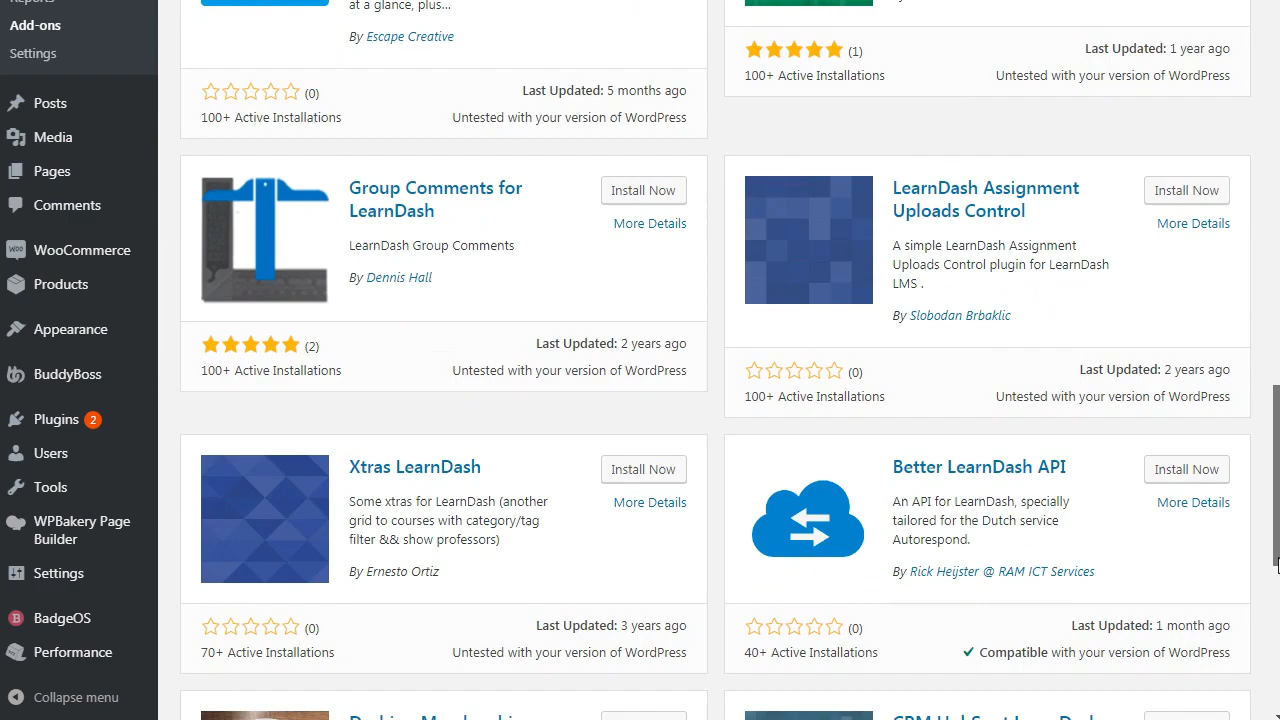 Reports
Add-ons
Settings
Posts
Media
Pages
Comments
WooCommerce
Products
Appearance
BuddyBoss
Plugins 2
Users
Tools
WPBakery Page
Builder
Settings
BadgeOS
Performance
Collapse menu
at a glance, plus...
By Escape Creative
(0)
Last Updated: 5 months ago
100+ Active Installations
Untested with your version of WordPress
(1)
Last Updated: 1 year ago
100+ Active Installations
Untested with your version of WordPress
Group Comments for
LearnDash
Install Now
More Details
LearnDash Group Comments
By Dennis Hall
(2)
Last Updated: 2 years ago
100+ Active Installations
Untested with your version of WordPress
LearnDash Assignment
Uploads Control
Install Now
More Details
A simple LearnDash Assignment
Uploads Control plugin for LearnDash
LMS .
By Slobodan Brbaklic
(0)
Last Updated: 2 years ago
100+ Active Installations
Untested with your version of WordPress
Xtras LearnDash
Install Now
More Details
Some xtras for LearnDash (another
grid to courses with category/tag
filter && show professors)
By Ernesto Ortiz
(0)
Last Updated: 3 years ago
70+ Active Installations
Untested with your version of WordPress
Better LearnDash API
Install Now
More Details
An API for LearnDash, specially
tailored for the Dutch service
Autorespond.
By Rick Heijster @ RAM ICT Services
(0)
Last Updated: 1 month ago
40+ Active Installations
Compatible with your version of WordPress
Install Now
Install Now